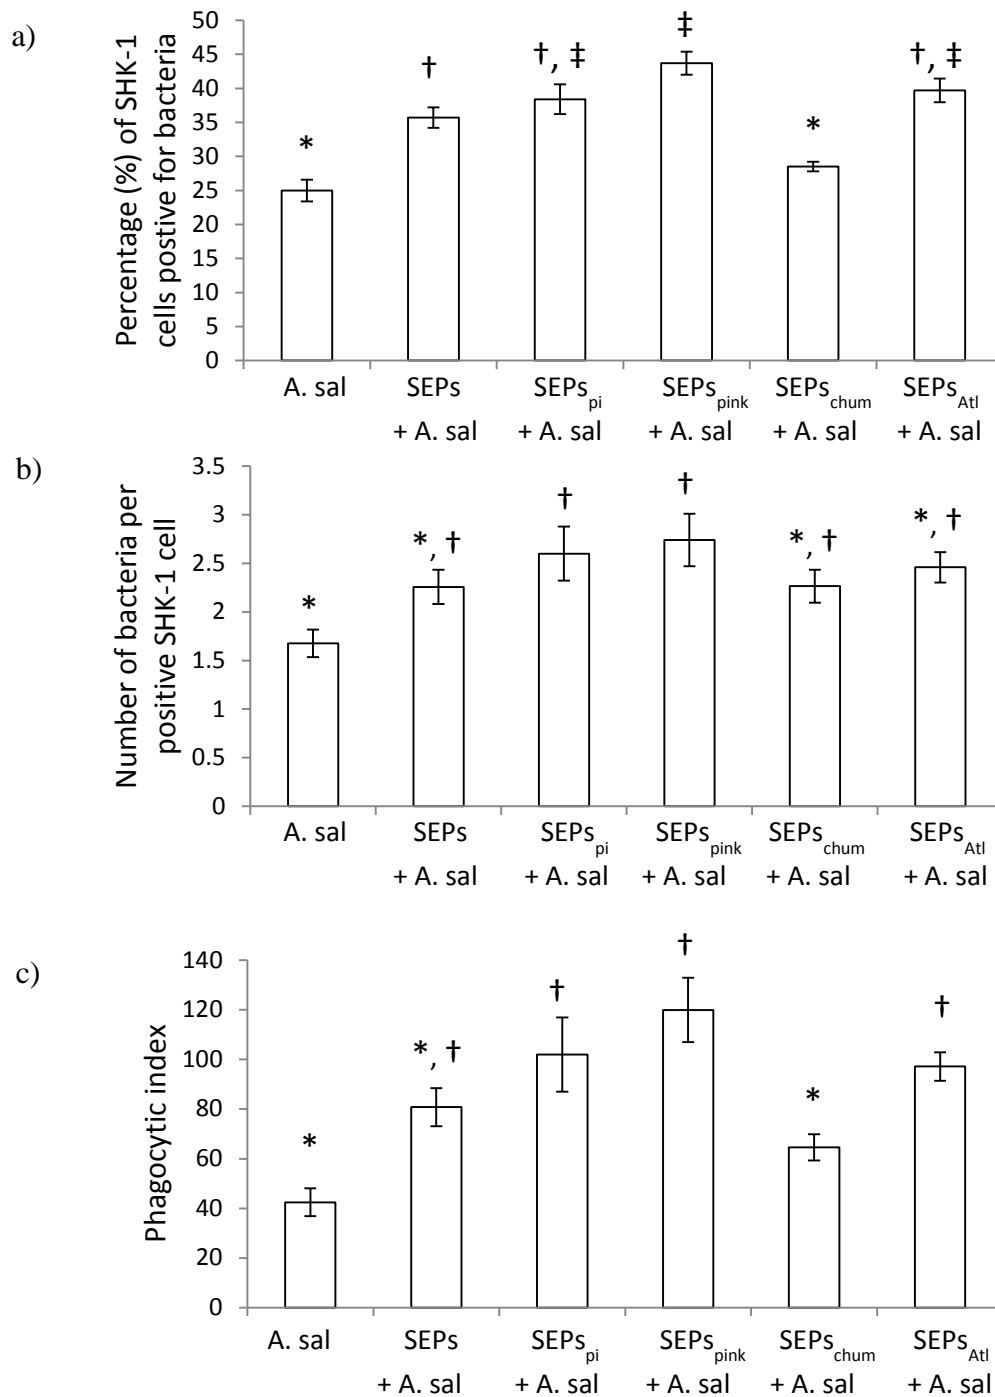 a)
Percentage (%) of SHK-1
cells postive for bacteria
50
45
40
35
30
25
20
15
10
5
0
*
†
†, ‡
‡
*
†, ‡
A. sal
SEPs
+ A. sal
SEPspi
+ A. sal
SEPspink
+ A. sal
SEPschum
+ A. sal
SEPsAtl
+ A. sal
b)
Number of bacteria per
positive SHK-1 cell
3.5
3
2.5
2
1.5
1
0.5
0
*
*, †
†
†
*, †
*, †
A. sal
SEPs
+ A. sal
SEPspi
+ A. sal
SEPspink
+ A. sal
SEPschum
+ A. sal
SEPsAtl
+ A. sal
c)
Phagocytic index
140
120
100
80
60
40
20
0
*
*, †
†
†
*
†
A. sal
SEPs
+ A. sal
SEPspi
+ A. sal
SEPspink
+ A. sal
SEPschum
+ A. sal
SEPsAtl
+ A. sal